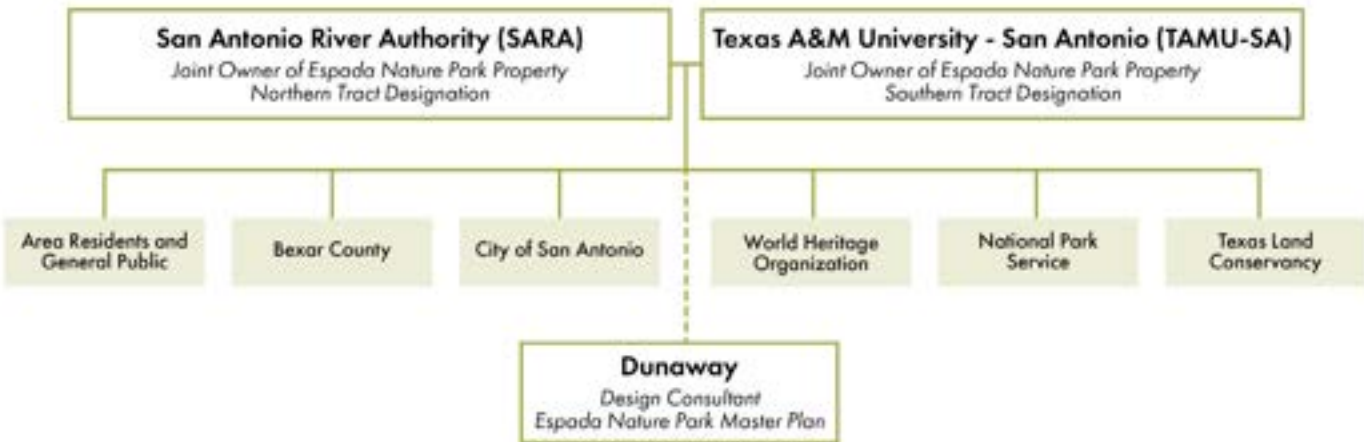 San Antonio River Authority (SARA)
Joint Owner of Espada Nature Park Property
Northern Tract Designation
Texas A&M University - San Antonio (TAMU-SA)
Joint Owner of Espada Nature Park Property
Southern Tract Designation
Area Residents and
General Public
Bexar County
City of San Antonio
World Heritage
Organization
National Park
Service
Texas Land
Conservancy
Dunaway
Design Consultant
Espada Nature Park Master Plan